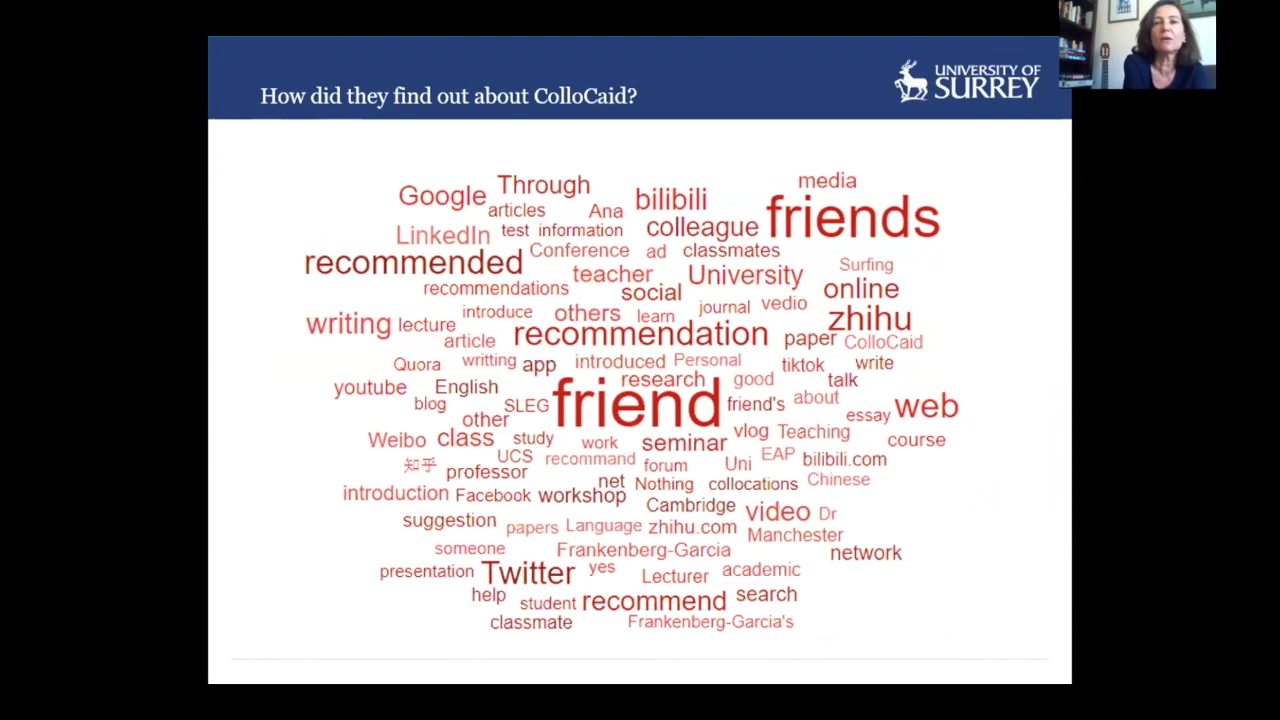 How did they find out about ColloCaid?
UNIVERSITY OF
SURREY
media
Through
Google
bilibili
friends
articles
Ana
colleague
LinkedIn
test
information
Conference
ad
classmates
recommended
Surfing
teacher
University
recommendations
social
online
introduce
others
learn
journal
vedio
zhihu
writing
lecture
article
recommendation
paper
ColloCaid
Quora
writting
app
introduced
Personal
tiktok
write
youtube
English
research
good
talk
blog
SLEG
friend
friend's
about
essay
web
other
Weibo
class
study
work
seminar
vlog
Teaching
course
知乎
UCS
recommand
forum
Uni
EAP
bilibili.com
professor
net
Nothing
collocations
Chinese
introduction
Facebook
workshop
Cambridge
video
Dr
suggestion
papers
Language
zhihu.com
Manchester
someone
Frankenberg-Garcia
network
presentation
Twitter
yes
Lecturer
academic
help
student
recommend
search
classmate
Frankenberg-Garcia's